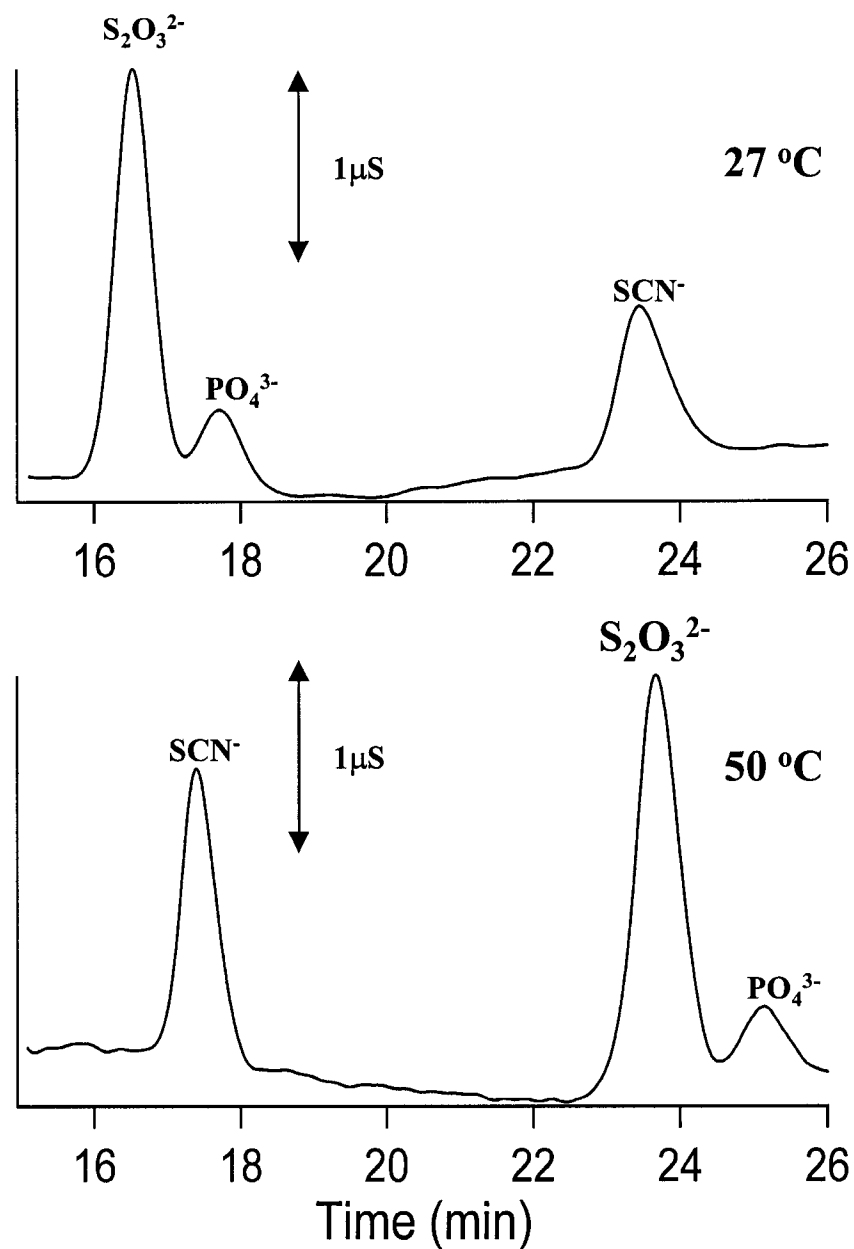 S₂O₃²⁻
1μS
27 °C
SCN⁻
PO₄³⁻
16 18 20 22 24 26
S₂O₃²⁻
SCN⁻
1μS
50 °C
PO₄³⁻
16 18 20 22 24 26
Time (min)